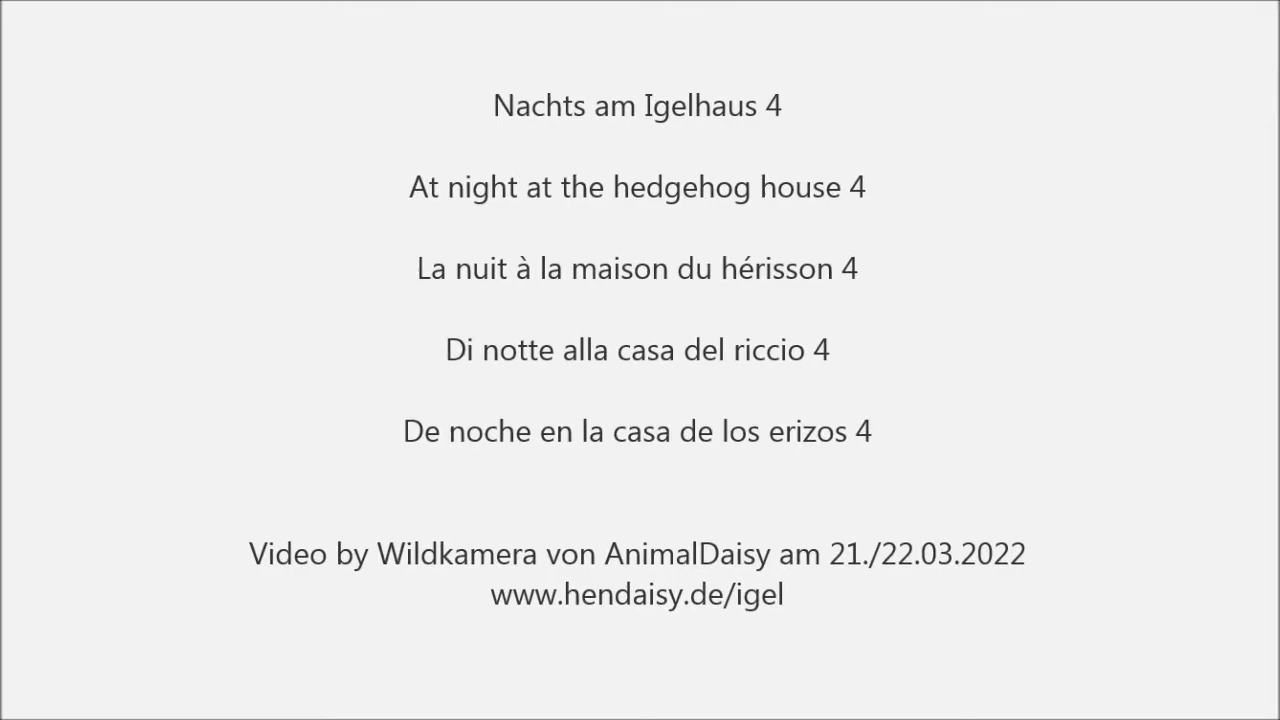 Nachts am Igelhaus 4
At night at the hedgehog house 4
La nuit à la maison du hérisson 4
Di notte alla casa del riccio 4
De noche en la casa de los erizos 4
Video by Wildkamera von AnimalDaisy am 21./22.03.2022
www.hendaisy.de/igel